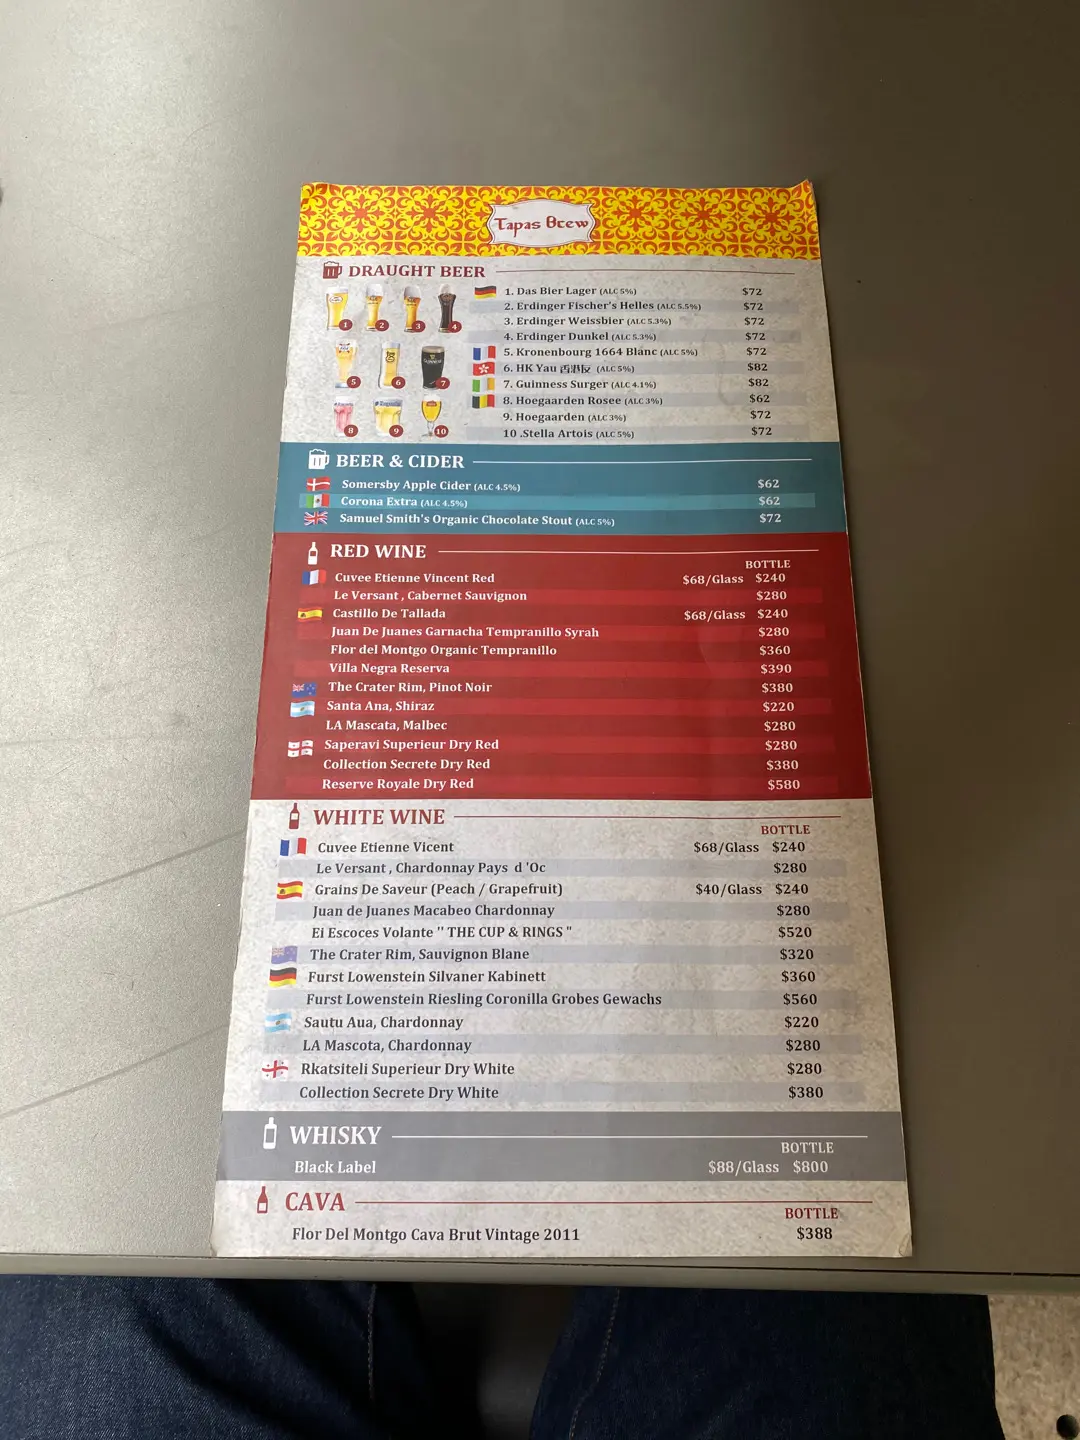 Tapas Brew
DRAUGHT BEER
1. Das Bier Lager (ALC 5%) $72
2. Erdinger Fischer's Helles (ALC 5.5%) $72
3. Erdinger Weissbier (ALC 5.3%) $72
4. Erdinger Dunkel (ALC 5.3%) $72
5. Kronenbourg 1664 Blanc (ALC 5%) $72
6. HK Yau (ALC 5%) $82
7. Guinness Surger (ALC 4.1%) $82
8. Hoegaarden Rosee (ALC 3%) $62
9. Hoegaarden (ALC 3%) $72
10 .Stella Artois (ALC 5%) $72
1 2 3 4
5 6 7
8 9 10
BEER & CIDER
Somersby Apple Cider (ALC 4.5%) $62
Corona Extra (ALC 4.5%) $62
Samuel Smith's Organic Chocolate Stout (ALC 5%) $72
RED WINE
BOTTLE
Cuvee Etienne Vincent Red $68/Glass $240
Le Versant , Cabernet Sauvignon $280
Castillo De Tallada $68/Glass $240
Juan De Juanes Garnacha Tempranillo Syrah $280
Flor del Montgo Organic Tempranillo $360
Villa Negra Reserva $390
The Crater Rim, Pinot Noir $380
Santa Ana, Shiraz $220
LA Mascata, Malbec $280
Saperavi Superieur Dry Red $280
Collection Secrete Dry Red $380
Reserve Royale Dry Red $580
WHITE WINE
BOTTLE
Cuvee Etienne Vicent $68/Glass $240
Le Versant , Chardonnay Pays d 'Oc $280
Grains De Saveur (Peach / Grapefruit) $40/Glass $240
Juan de Juanes Macabeo Chardonnay $280
Ei Escoces Volante " THE CUP & RINGS " $520
The Crater Rim, Sauvignon Blane $320
Furst Lowenstein Silvaner Kabinett $360
Furst Lowenstein Riesling Coronilla Grobes Gewachs $560
Sautu Aua, Chardonnay $220
LA Mascota, Chardonnay $280
Rkatsiteli Superieur Dry White $280
Collection Secrete Dry White $380
WHISKY
BOTTLE
Black Label $88/Glass $800
CAVA
BOTTLE
Flor Del Montgo Cava Brut Vintage 2011 $388